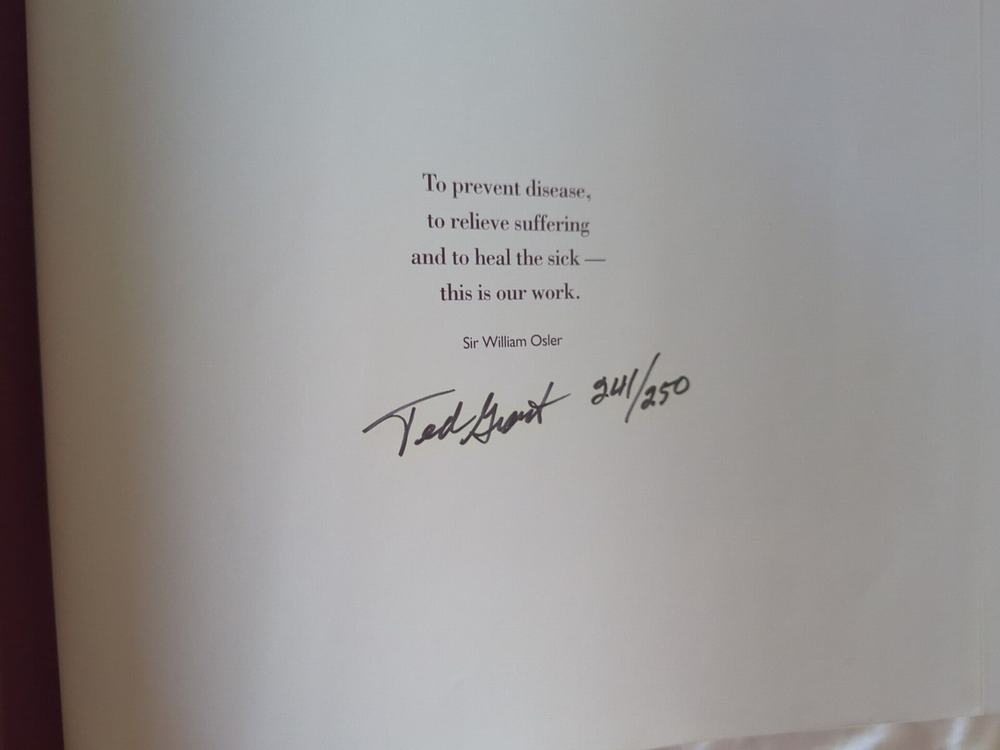 To prevent disease,
to relieve suffering
and to heal the sick —
this is our work.
Sir William Osler
Ted Grant 241/250